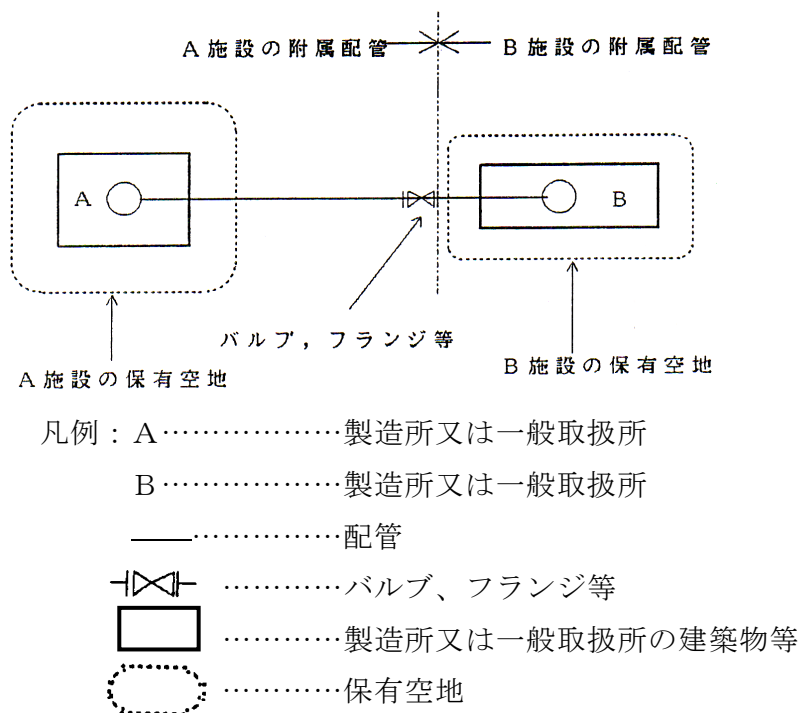 A施設の附属配管
B施設の附属配管
A
B
バルブ，フランジ等
A施設の保有空地
B施設の保有空地
凡例：A………………製造所又は一般取扱所
B………………製造所又は一般取扱所
……………配管
…………バルブ、フランジ等
…………製造所又は一般取扱所の建築物等
…………保有空地